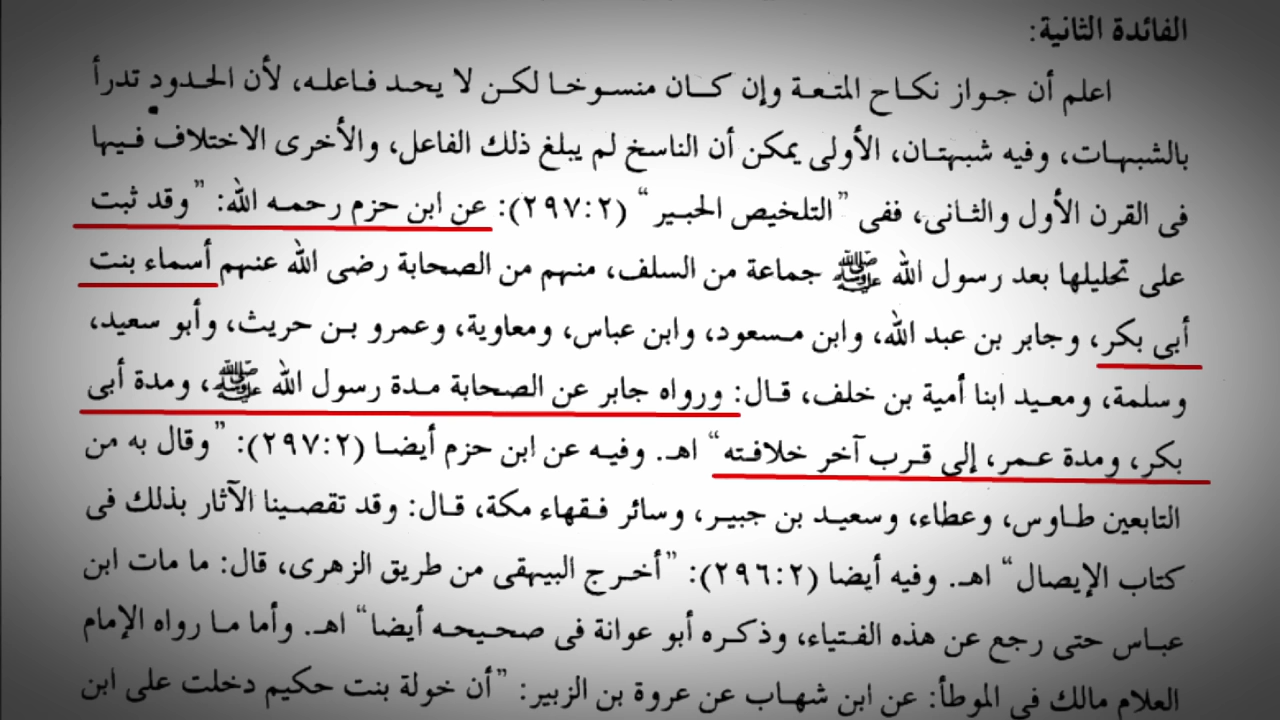 الفائدة الثانية:
اعلم أن جواز نكاح المتعة وإن كان منسوخا لكن لا يحد فاعله، لأن الحدود تدرأ
بالشبهات، وفيه شبهتان، الأولى يمكن أن الناسخ لم يبلغ ذلك الفاعل، والأخرى الاختلاف فيها
فى القرن الأول والثانى، ففى ”التلخيص الحبير“ (٢٩٧:٢): عن ابن حزم رحمه الله: ”وقد ثبت
على تحليلها بعد رسول الله ﷺ جماعة من السلف، منهم من الصحابة رضى الله عنهم أسماء بنت
أبى بكر، وجابر بن عبد الله، وابن مسعود، وابن عباس، ومعاوية، وعمرو بن حريث، وأبو سعيد،
وسلمة، ومعيد ابنا أمية بن خلف، قال: ورواه جابر عن الصحابة مدة رسول الله ﷺ، ومدة أبى
بكر، ومدة عمر، إلى قرب آخر خلافته“ اهـ. وفيه عن ابن حزم أيضا (٢٩٧:٢): ”وقال به من
التابعين طاوس، وعطاء، وسعيد بن جبير، وسائر فقهاء مكة، قال: وقد تقصينا الآثار بذلك فى
كتاب الإيصال“ اهـ. وفيه أيضا (٢٩٦:٢): ”أخرج البيهقى من طريق الزهرى، قال: ما مات ابن
عباس حتى رجع عن هذه الفتياء، وذكره أبو عوانة فى صحيحه أيضا“ اهـ. وأما ما رواه الإمام
العلام مالك فى الموطأ: عن ابن شهاب عن عروة بن الزبير: ”أن خولة بنت حكيم دخلت على ابن